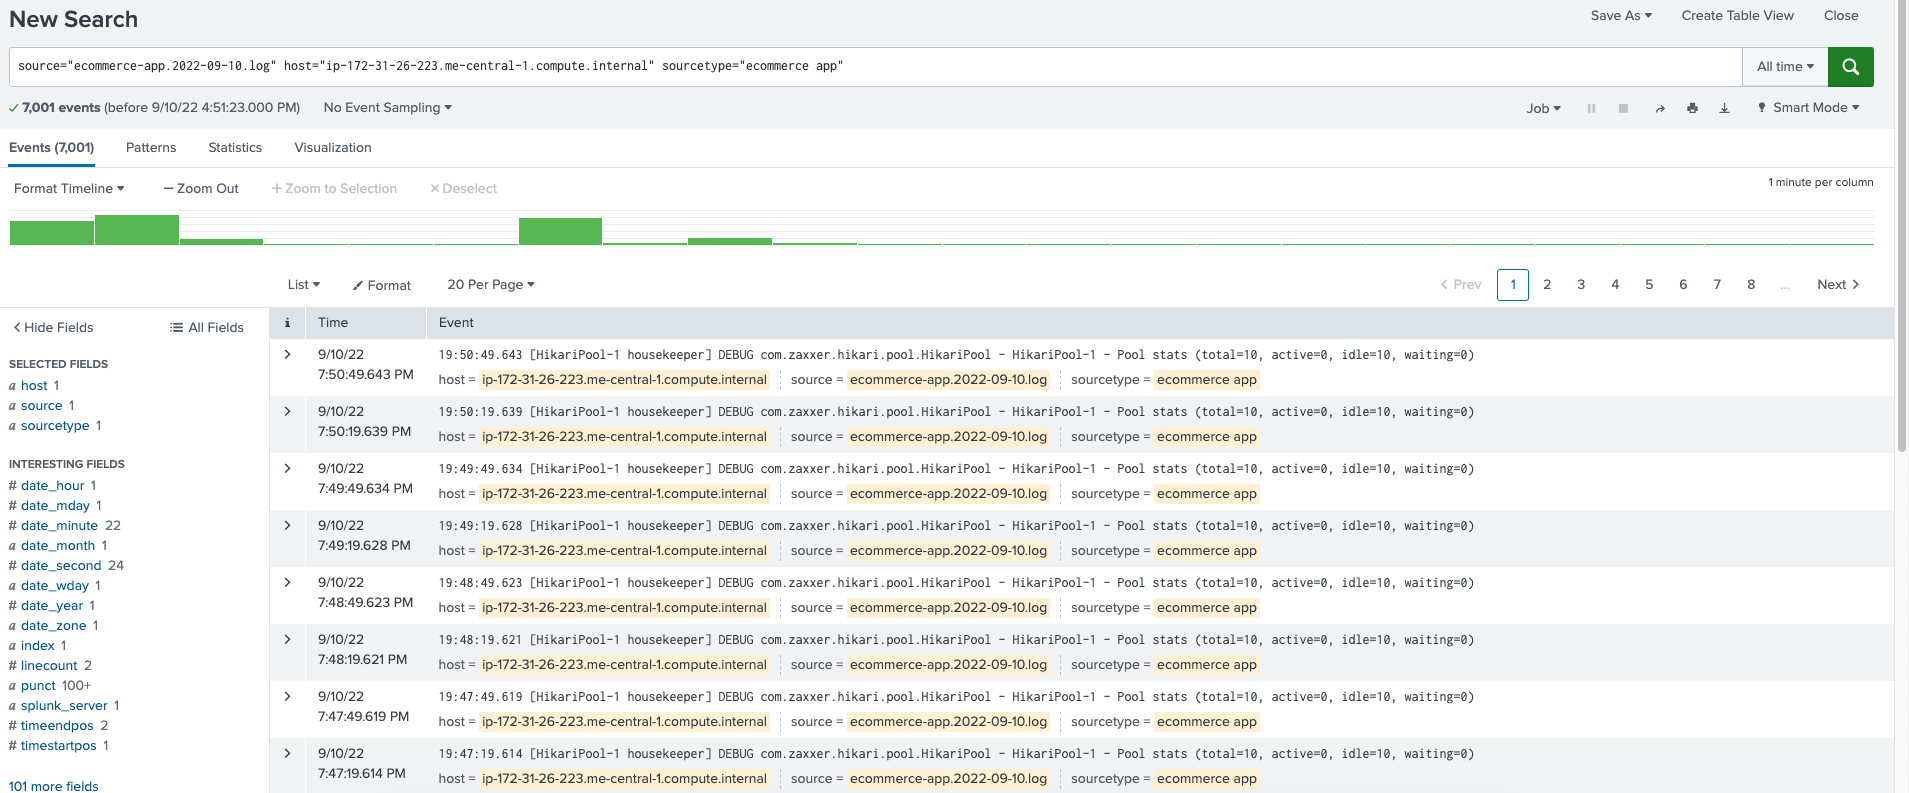 New Search
Save As Create Table View Close
source="ecommerce-app.2022-09-10.log" host="ip-172-31-26-223.me-central-1.compute.internal" sourcetype="ecommerce app"
All time
7,001 events (before 9/10/22 4:51:23.000 PM) No Event Sampling
Job Smart Mode
Events (7,001) Patterns Statistics Visualization
Format Timeline — Zoom Out + Zoom to Selection × Deselect
1 minute per column
List Format 20 Per Page
< Prev 1 2 3 4 5 6 7 8 ... Next >
< Hide Fields All Fields
SELECTED FIELDS
a host 1
a source 1
a sourcetype 1
INTERESTING FIELDS
# date_hour 1
# date_mday 1
# date_minute 22
a date_month 1
# date_second 24
a date_wday 1
# date_year 1
a date_zone 1
a index 1
# linecount 2
a punct 100+
a splunk_server 1
# timeendpos 2
# timestartpos 1
101 more fields
i Time Event
9/10/22
7:50:49.643 PM
19:50:49.643 [HikariPool-1 housekeeper] DEBUG com.zaxxer.hikari.pool.HikariPool - HikariPool-1 - Pool stats (total=10, active=0, idle=10, waiting=0)
host = ip-172-31-26-223.me-central-1.compute.internal source = ecommerce-app.2022-09-10.log sourcetype = ecommerce app
9/10/22
7:50:19.639 PM
19:50:19.639 [HikariPool-1 housekeeper] DEBUG com.zaxxer.hikari.pool.HikariPool - HikariPool-1 - Pool stats (total=10, active=0, idle=10, waiting=0)
host = ip-172-31-26-223.me-central-1.compute.internal source = ecommerce-app.2022-09-10.log sourcetype = ecommerce app
9/10/22
7:49:49.634 PM
19:49:49.634 [HikariPool-1 housekeeper] DEBUG com.zaxxer.hikari.pool.HikariPool - HikariPool-1 - Pool stats (total=10, active=0, idle=10, waiting=0)
host = ip-172-31-26-223.me-central-1.compute.internal source = ecommerce-app.2022-09-10.log sourcetype = ecommerce app
9/10/22
7:49:19.628 PM
19:49:19.628 [HikariPool-1 housekeeper] DEBUG com.zaxxer.hikari.pool.HikariPool - HikariPool-1 - Pool stats (total=10, active=0, idle=10, waiting=0)
host = ip-172-31-26-223.me-central-1.compute.internal source = ecommerce-app.2022-09-10.log sourcetype = ecommerce app
9/10/22
7:48:49.623 PM
19:48:49.623 [HikariPool-1 housekeeper] DEBUG com.zaxxer.hikari.pool.HikariPool - HikariPool-1 - Pool stats (total=10, active=0, idle=10, waiting=0)
host = ip-172-31-26-223.me-central-1.compute.internal source = ecommerce-app.2022-09-10.log sourcetype = ecommerce app
9/10/22
7:48:19.621 PM
19:48:19.621 [HikariPool-1 housekeeper] DEBUG com.zaxxer.hikari.pool.HikariPool - HikariPool-1 - Pool stats (total=10, active=0, idle=10, waiting=0)
host = ip-172-31-26-223.me-central-1.compute.internal source = ecommerce-app.2022-09-10.log sourcetype = ecommerce app
9/10/22
7:47:49.619 PM
19:47:49.619 [HikariPool-1 housekeeper] DEBUG com.zaxxer.hikari.pool.HikariPool - HikariPool-1 - Pool stats (total=10, active=0, idle=10, waiting=0)
host = ip-172-31-26-223.me-central-1.compute.internal source = ecommerce-app.2022-09-10.log sourcetype = ecommerce app
9/10/22
7:47:19.614 PM
19:47:19.614 [HikariPool-1 housekeeper] DEBUG com.zaxxer.hikari.pool.HikariPool - HikariPool-1 - Pool stats (total=10, active=0, idle=10, waiting=0)
host = ip-172-31-26-223.me-central-1.compute.internal source = ecommerce-app.2022-09-10.log sourcetype = ecommerce app